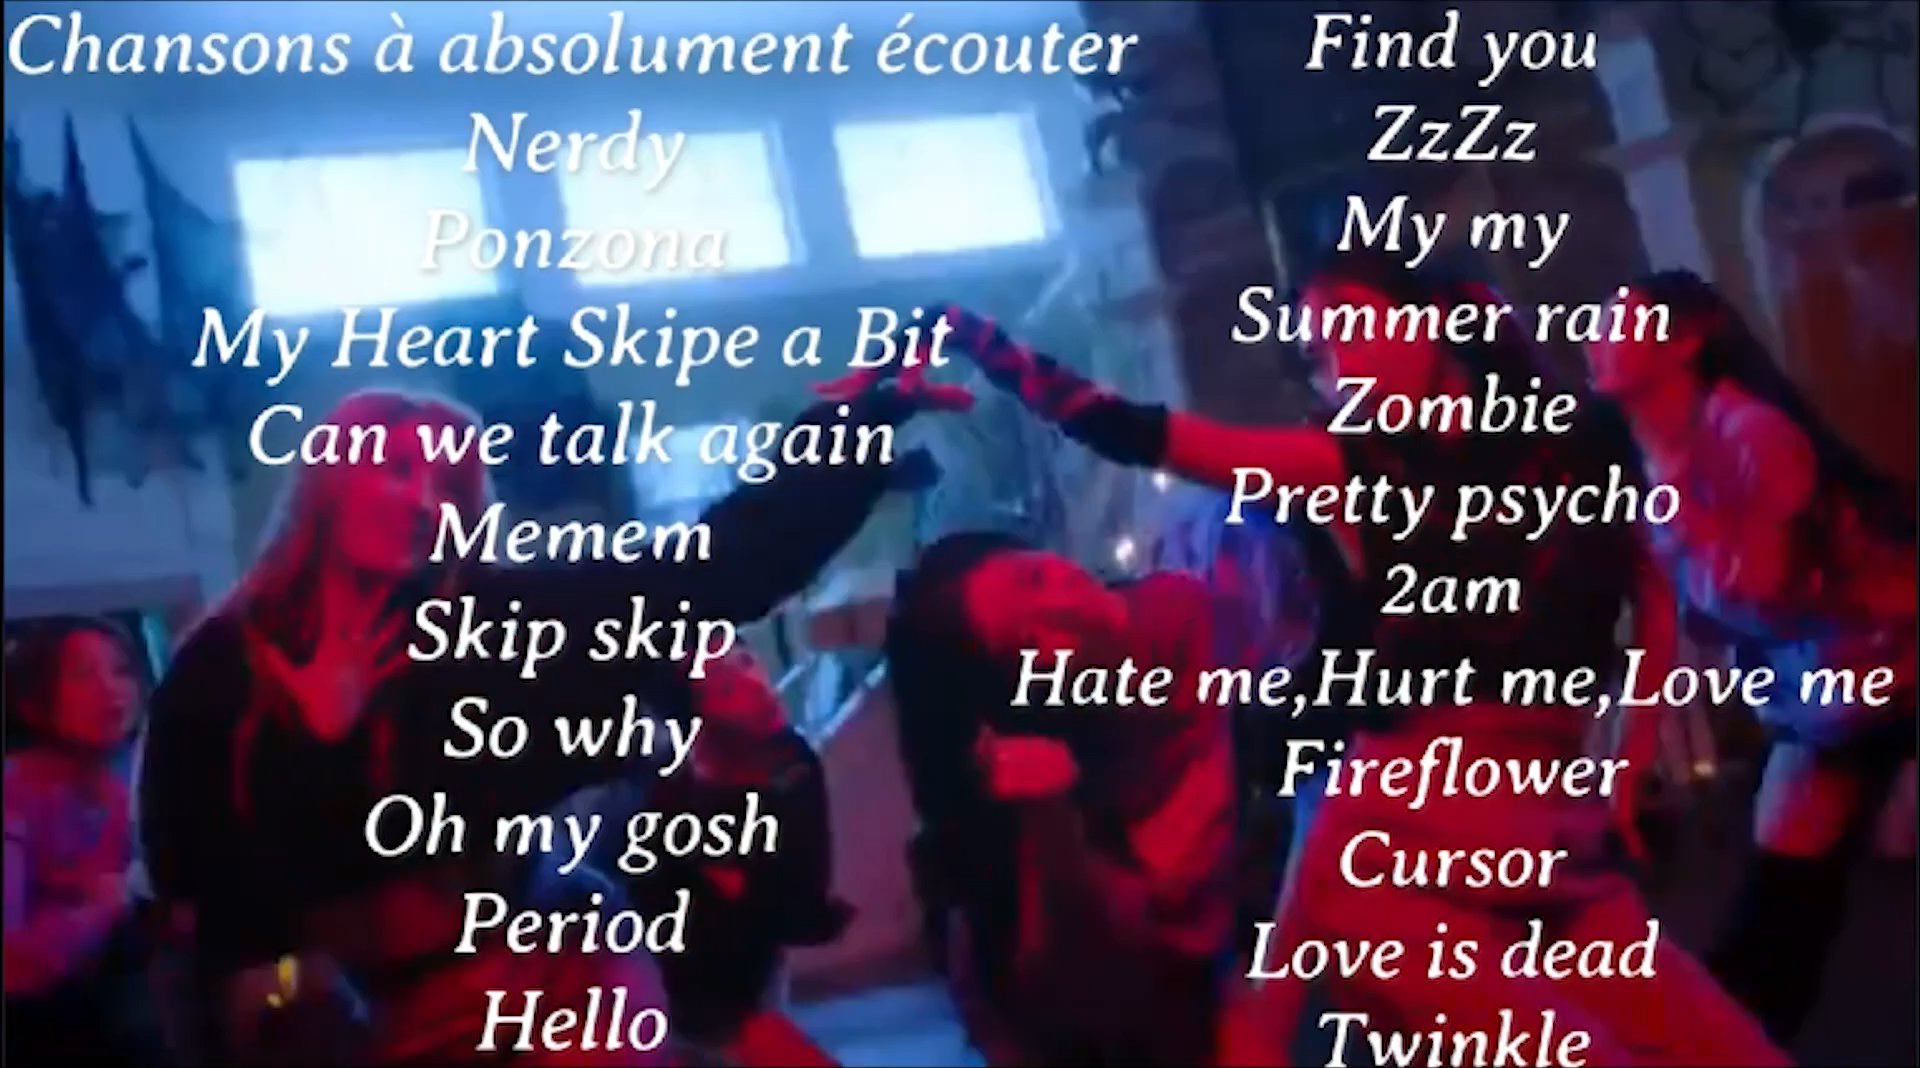 Chansons à absolument écouter
Nerdy
Ponzona
My Heart Skipe a Bit
Can we talk again
Memem
Skip skip
So why
Oh my gosh
Period
Hello
Find you
ZzZz
My my
Summer rain
Zombie
Pretty psycho
2am
Hate me,Hurt me,Love me
Fireflower
Cursor
Love is dead
Twinkle